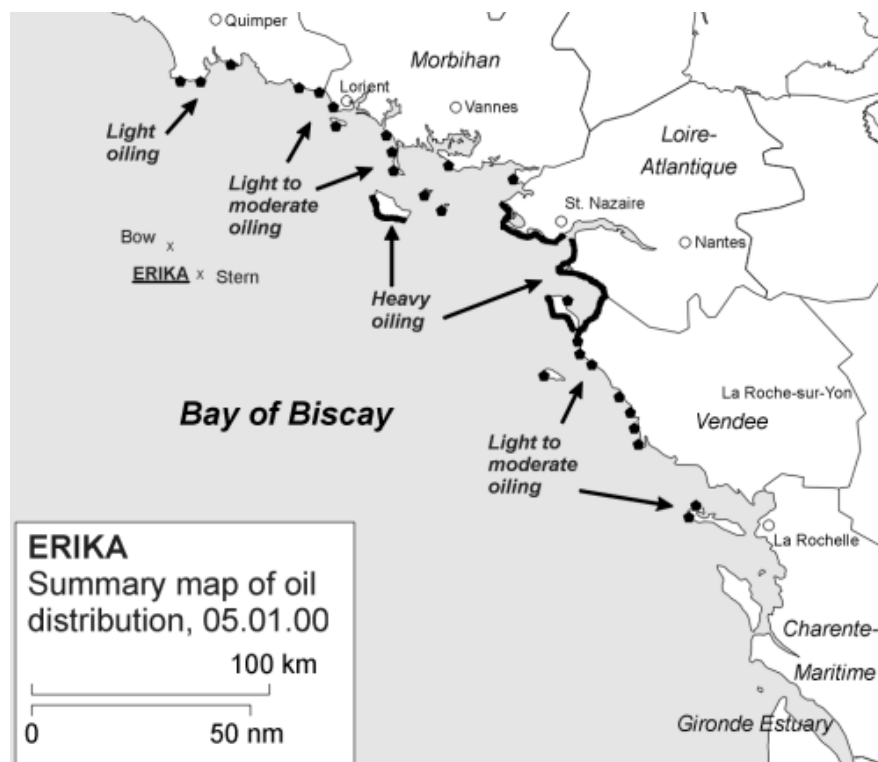 Quimper
Morbihan
Lorient
Vannes
Light
oiling
Loire-
Atlantique
Light to
moderate
oiling
St. Nazaire
Bow x
Nantes
ERIKA x Stern
Heavy
oiling
La Roche-sur-Yon
Bay of Biscay
Vendee
Light to
moderate
oiling
La Rochelle
ERIKA
Summary map of oil
distribution, 05.01.00
Charente-
Maritime
100 km
Gironde Estuary
0 50 nm